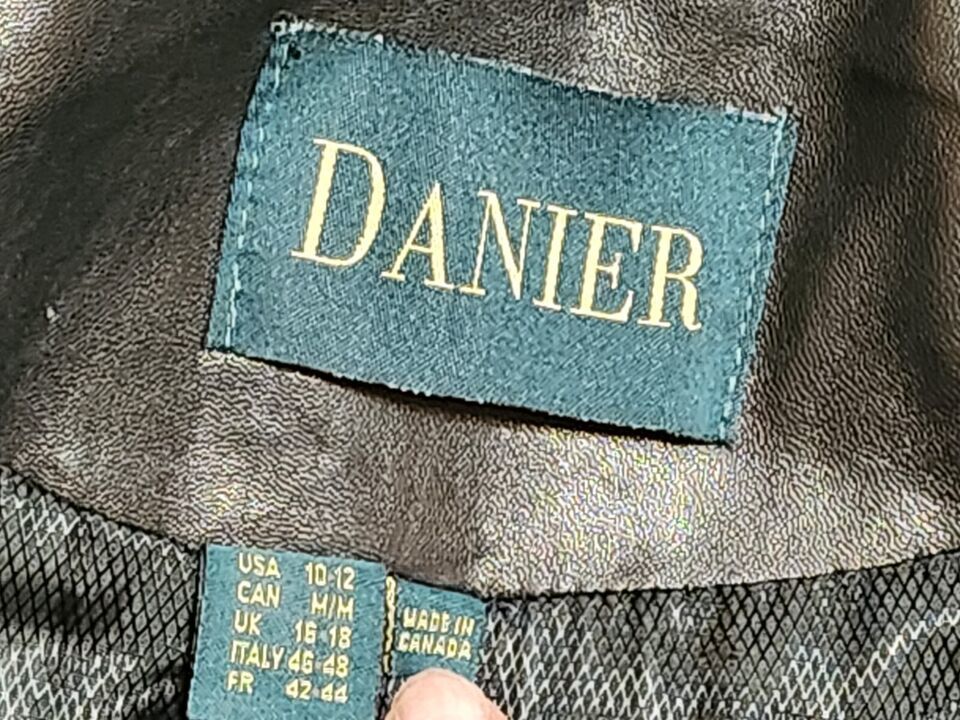 DANIER
USA 10-12
CAN M/M
UK 16-18
ITALY 46-48
FR 42-44
MADE IN
CANADA